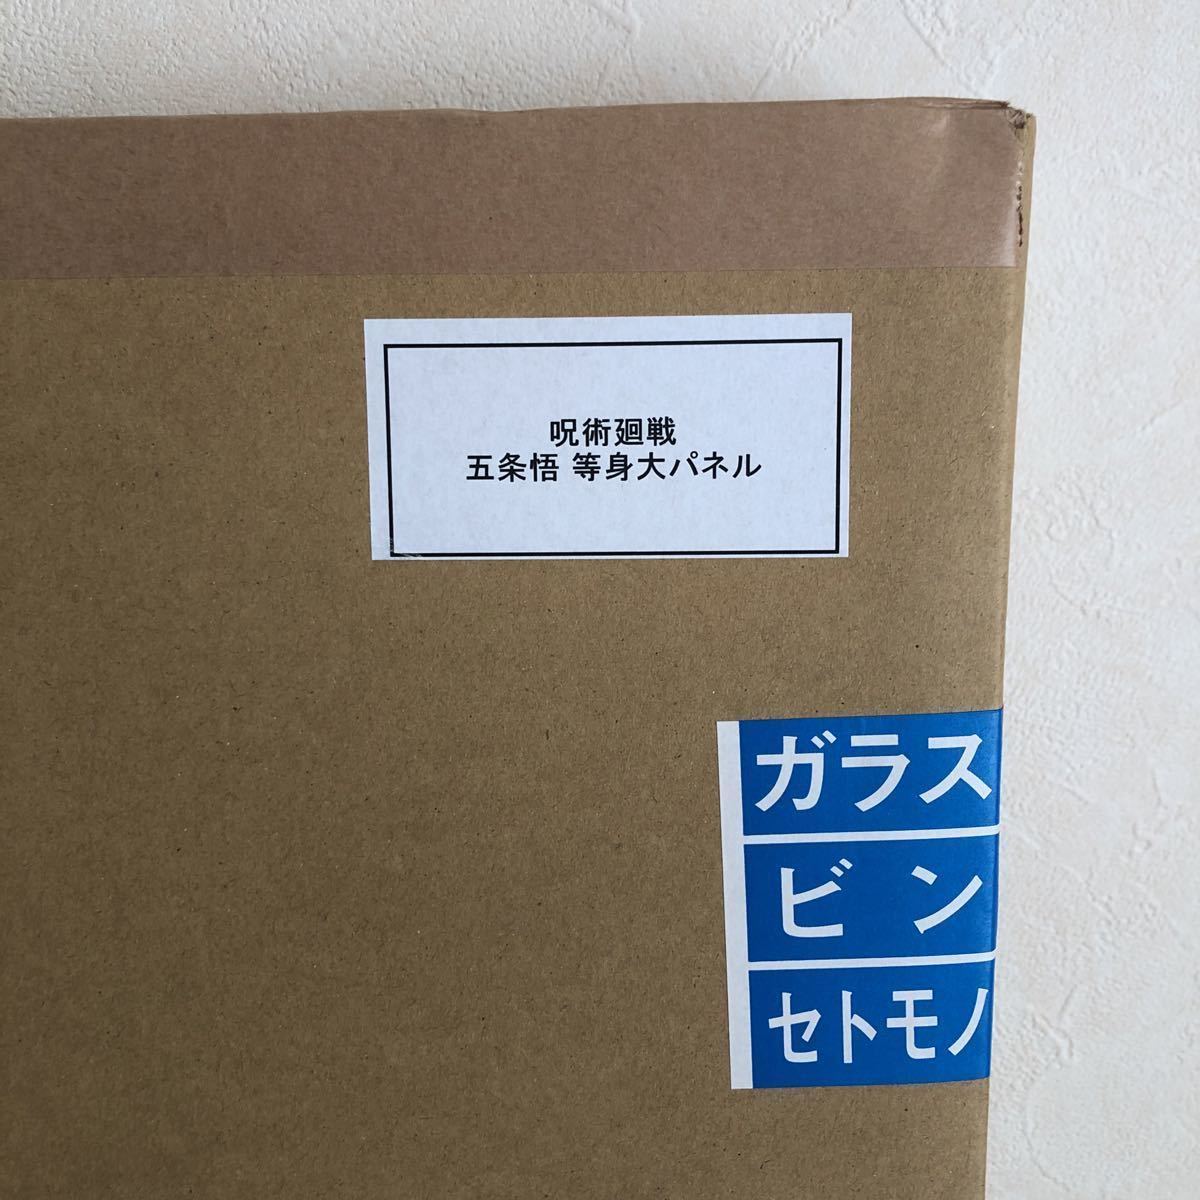 呪術廻戦
五条悟 等身大パネル
ガラス
ビン
セトモノ